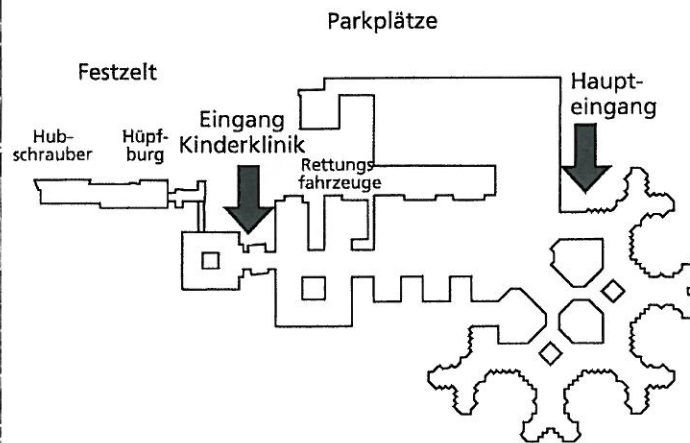 Parkplätze
Festzelt
Haupt-
eingang
Eingang
Kinderklinik
Hub-
schrauber
Hüpf-
burg
Rettungs
fahrzeuge